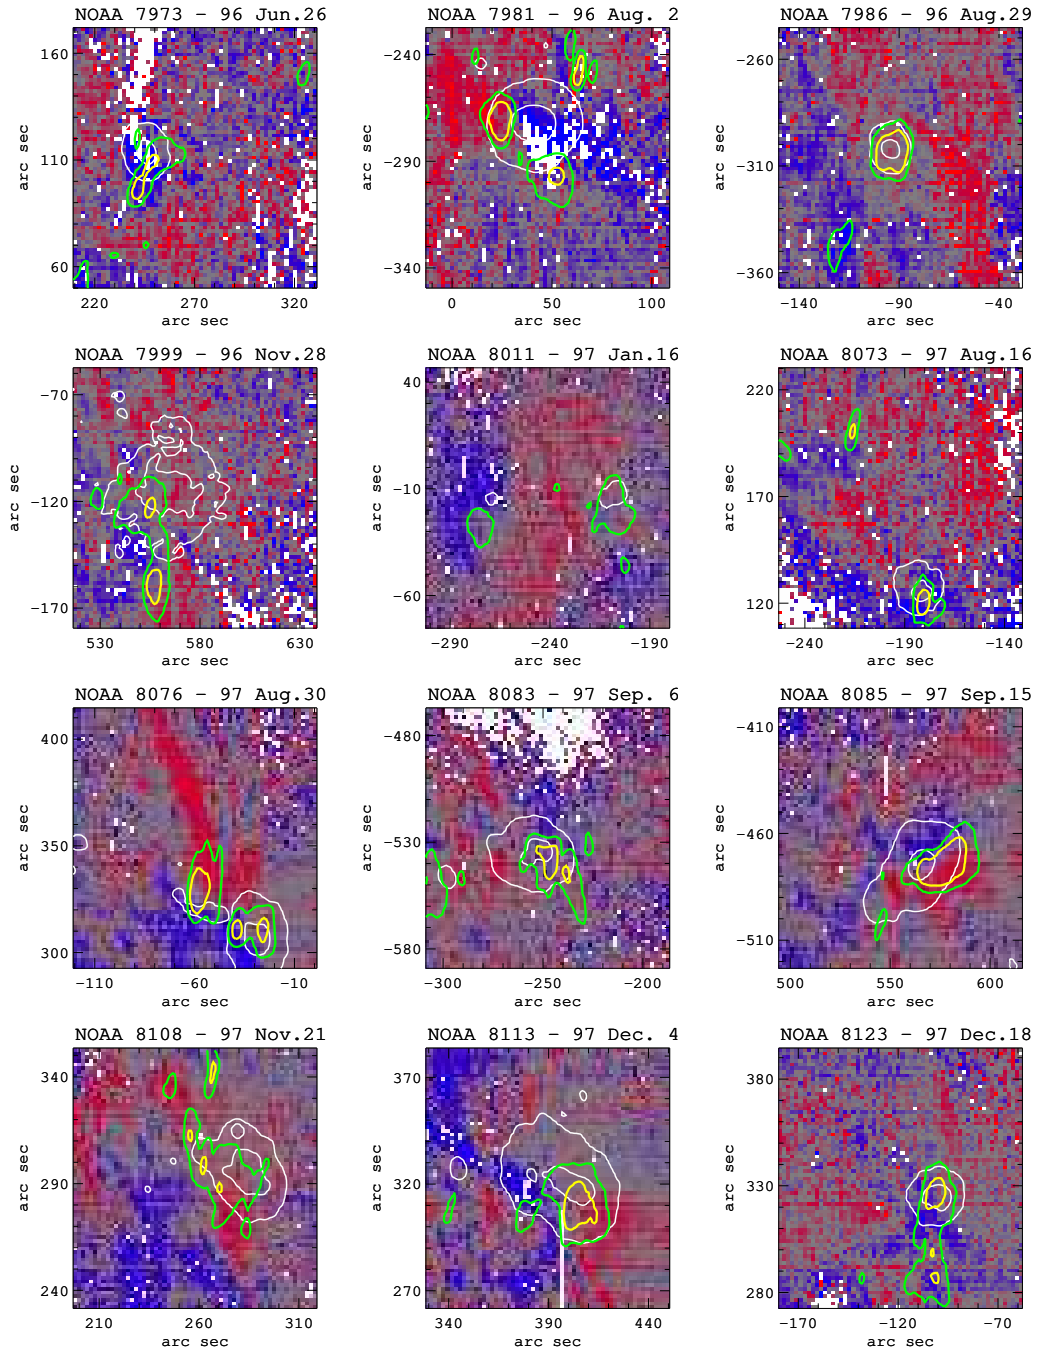 NOAA 7973 – 96 Jun.26
NOAA 7981 – 96 Aug. 2
NOAA 7986 – 96 Aug.29
160
110
60
arc sec
220 270 320
arc sec
−240
−290
−340
arc sec
0 50 100
arc sec
−260
−310
−360
arc sec
−140 −90 −40
arc sec
NOAA 7999 – 96 Nov.28
NOAA 8011 – 97 Jan.16
NOAA 8073 – 97 Aug.16
−70
−120
−170
arc sec
530 580 630
arc sec
40
−10
−60
arc sec
−290 −240 −190
arc sec
220
170
120
arc sec
−240 −190 −140
arc sec
NOAA 8076 – 97 Aug.30
NOAA 8083 – 97 Sep. 6
NOAA 8085 – 97 Sep.15
400
350
300
arc sec
−110 −60 −10
arc sec
−480
−530
−580
arc sec
−300 −250 −200
arc sec
−410
−460
−510
arc sec
500 550 600
arc sec
NOAA 8108 – 97 Nov.21
NOAA 8113 – 97 Dec. 4
NOAA 8123 – 97 Dec.18
340
290
240
arc sec
210 260 310
arc sec
370
320
270
arc sec
340 390 440
arc sec
380
330
280
arc sec
−170 −120 −70
arc sec